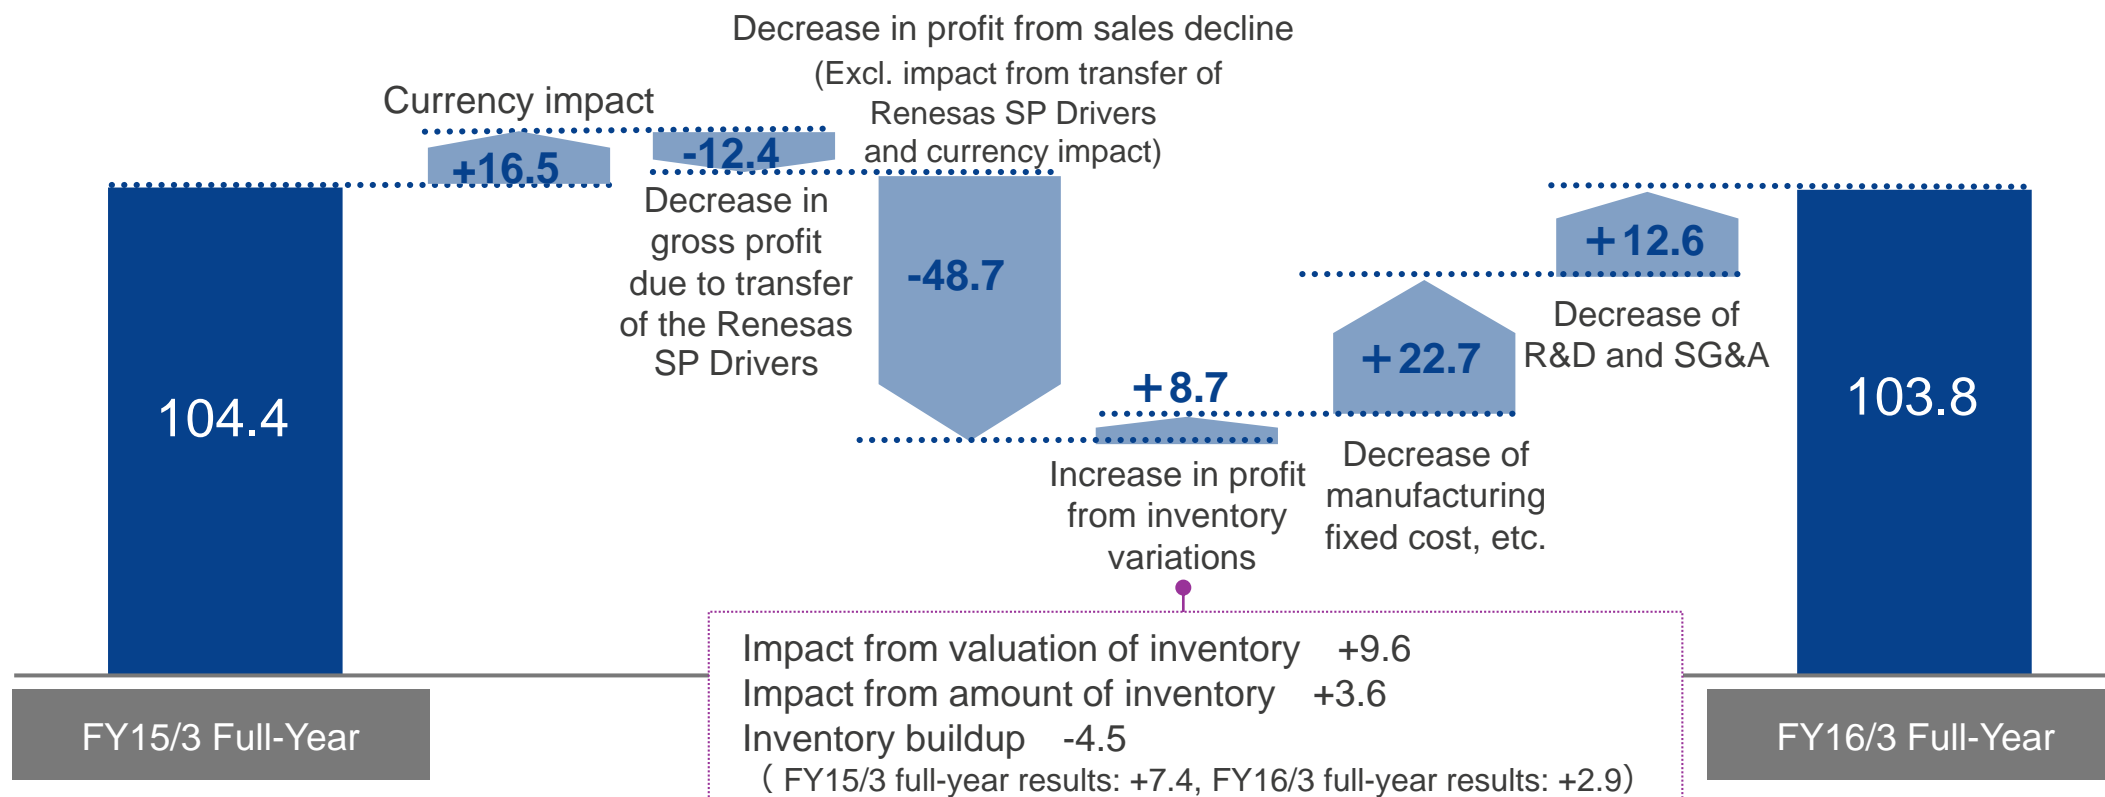 Decrease in profit from sales decline
(Excl. impact from transfer of
Renesas SP Drivers
and currency impact)
Currency impact
+16.5
-12.4
Decrease in
gross profit
due to transfer
of the Renesas
SP Drivers
-48.7
＋8.7
Increase in profit
from inventory
variations
＋22.7
Decrease of
manufacturing
fixed cost, etc.
＋12.6
Decrease of
R&D and SG&A
104.4
103.8
Impact from valuation of inventory +9.6
Impact from amount of inventory +3.6
Inventory buildup -4.5
（ FY15/3 full-year results: +7.4, FY16/3 full-year results: +2.9）
FY15/3 Full-Year
FY16/3 Full-Year